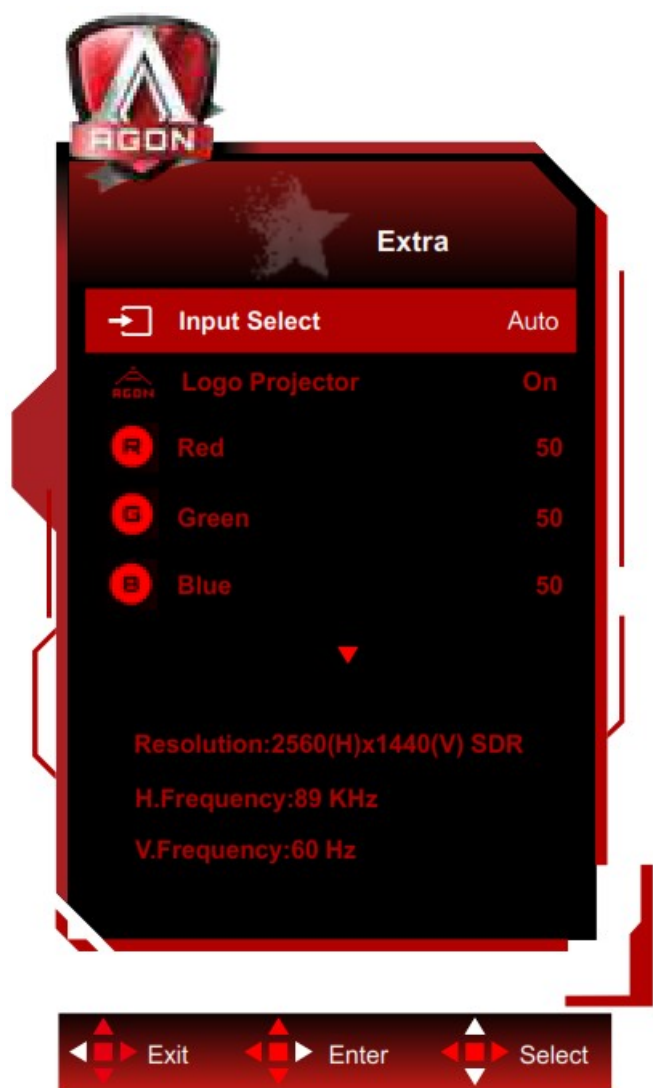 AGON
Extra
Input Select Auto
AGON Logo Projector On
R Red 50
G Green 50
B Blue 50
Resolution:2560(H)x1440(V) SDR
H.Frequency:89 KHz
V.Frequency:60 Hz
Exit Enter Select